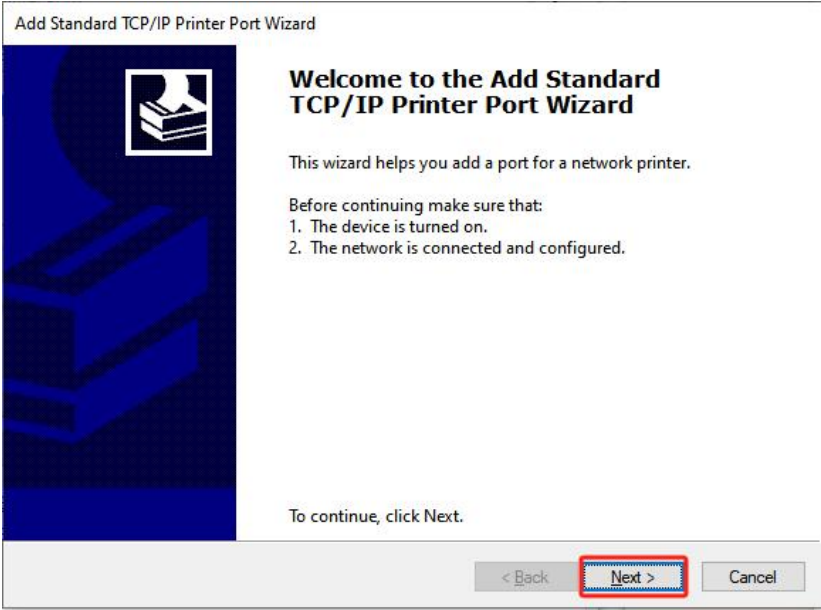 Add Standard TCP/IP Printer Port Wizard
Welcome to the Add Standard
TCP/IP Printer Port Wizard
This wizard helps you add a port for a network printer.
Before continuing make sure that:
1. The device is turned on.
2. The network is connected and configured.
To continue, click Next.
< Back
Next >
Cancel